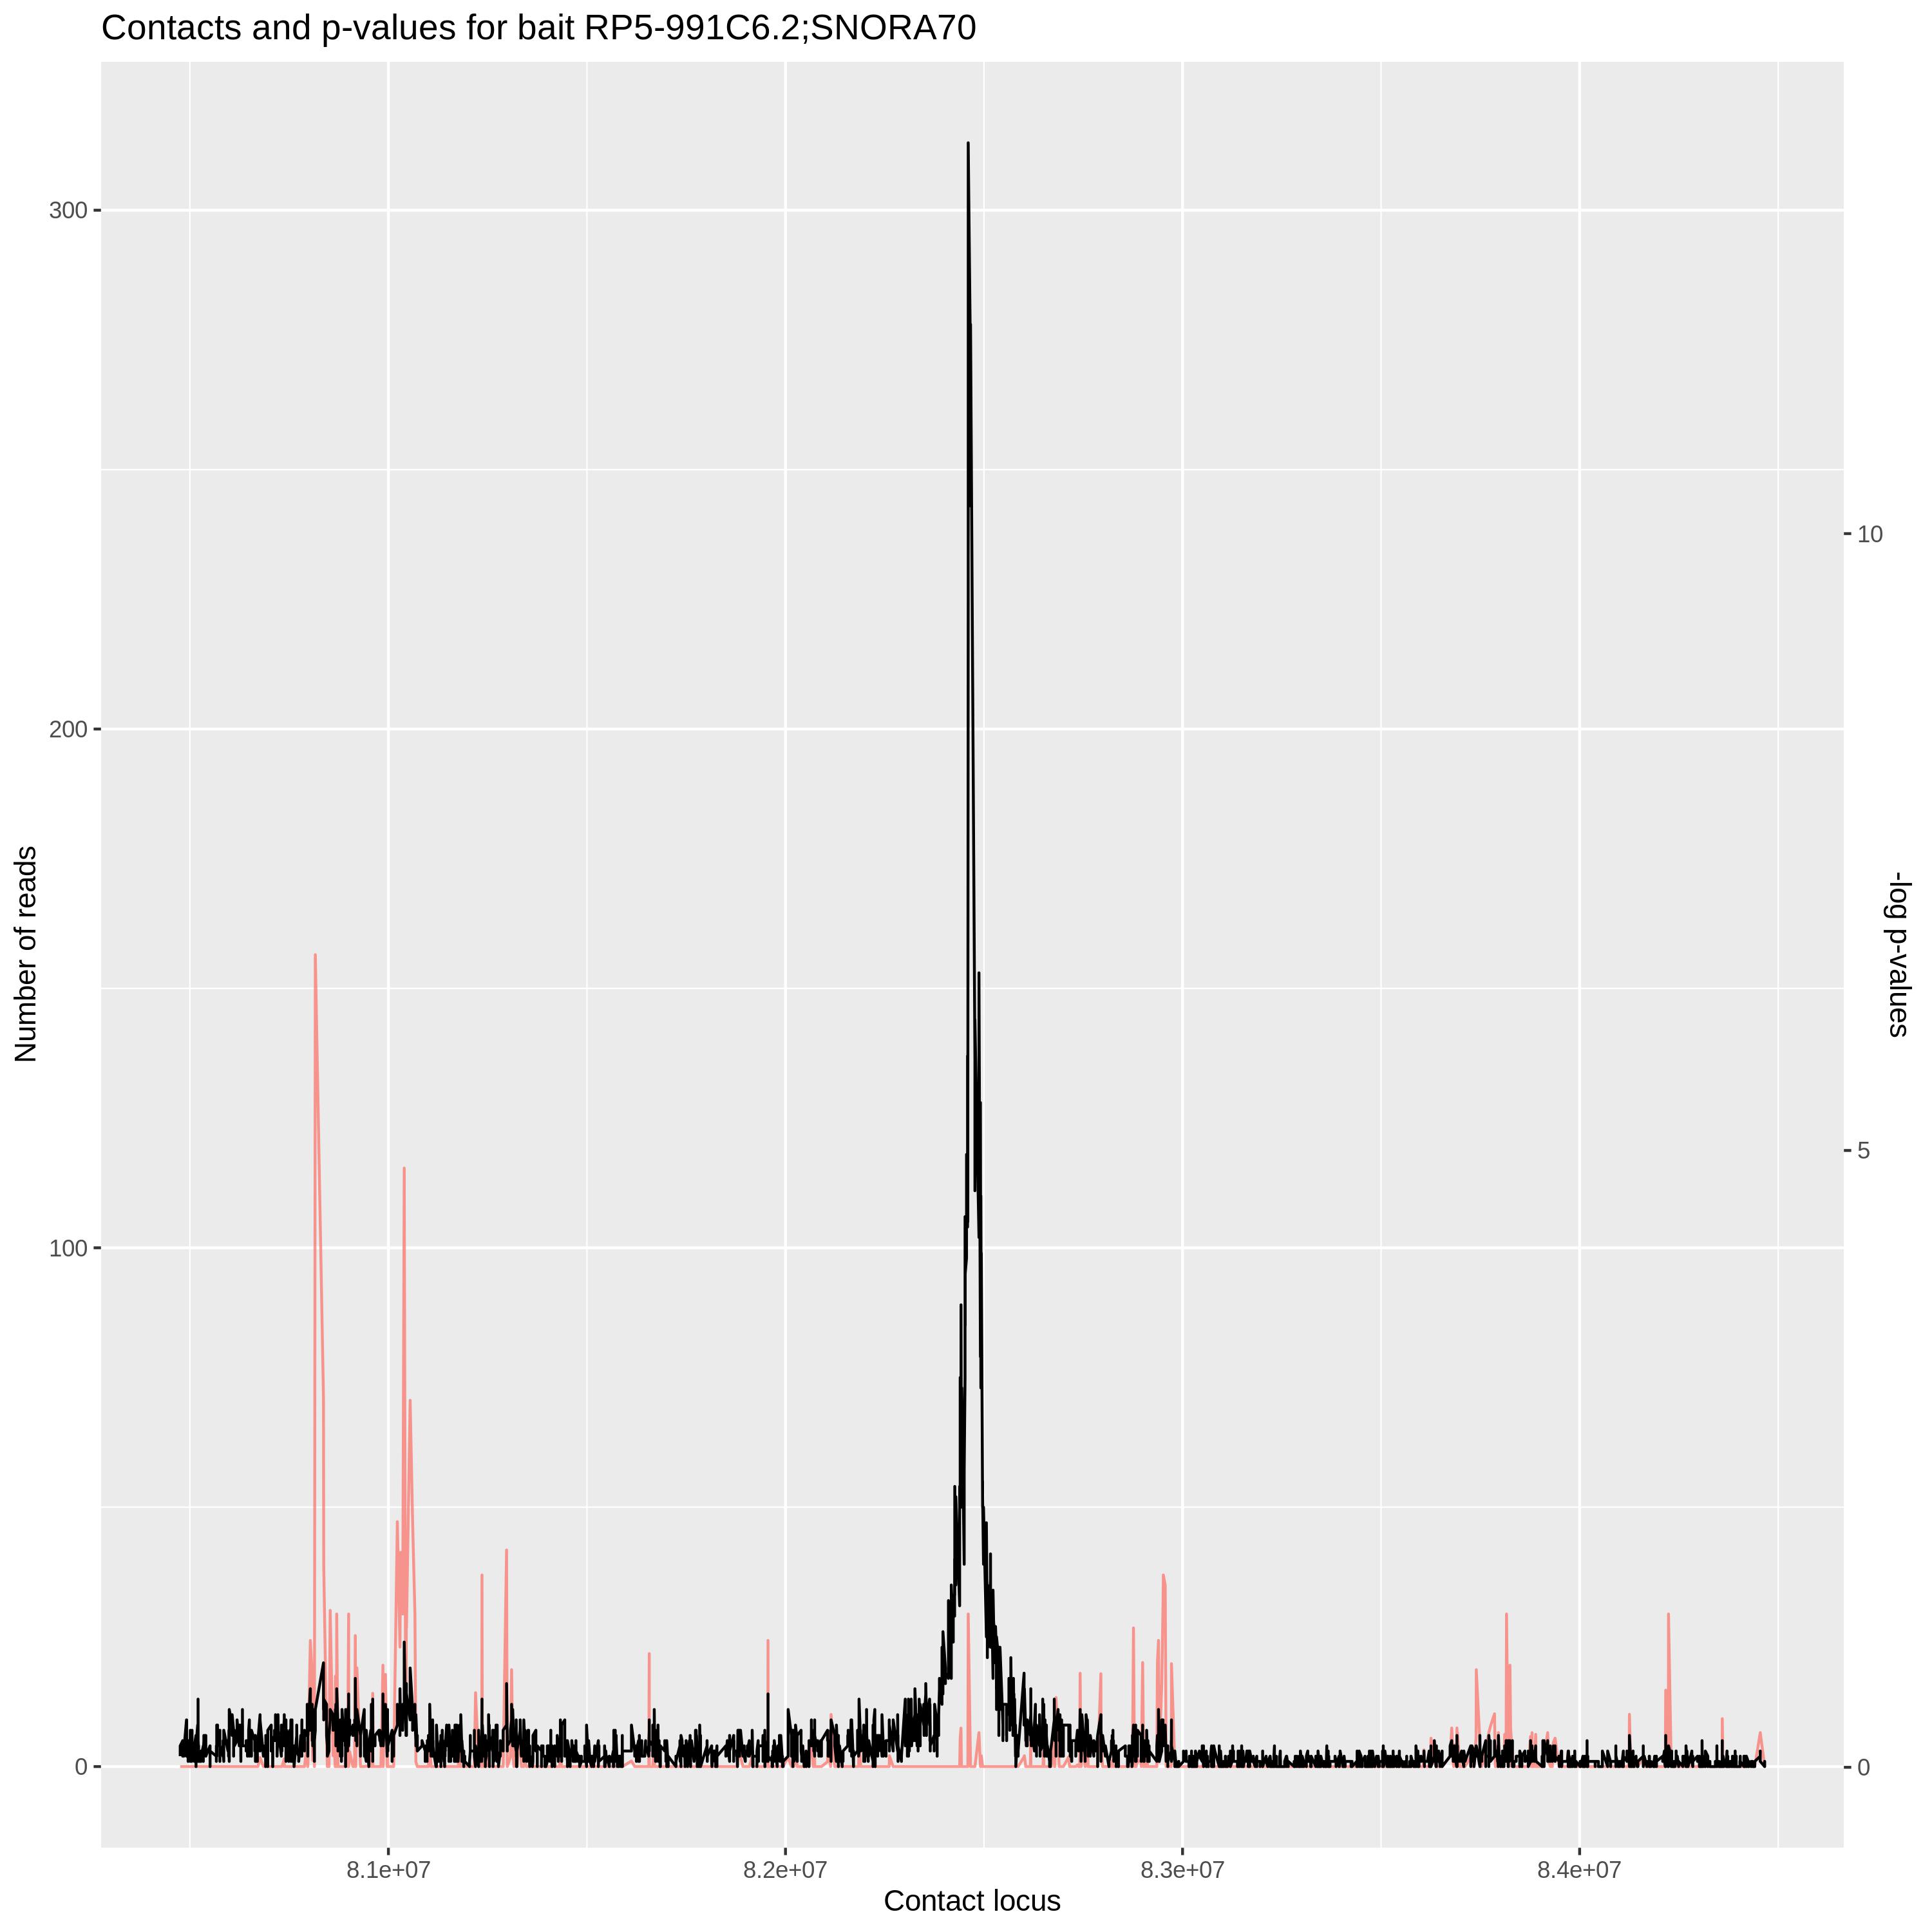 Contacts and p-values for bait RP5-991C6.2;SNORA70
300
200
100
0
Number of reads
10
5
0
-log p-values
8.1e+07 8.2e+07 8.3e+07 8.4e+07
Contact locus